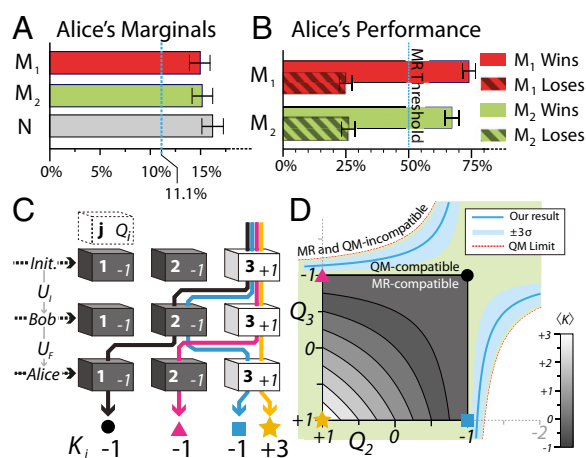 A Alice's Marginals
M1
M2
N
0% 5% 10% 15%
11.1%
B Alice's Performance
M1
M2
MR Threshold
0% 25% 50% 75%
M1 Wins
M1 Loses
M2 Wins
M2 Loses
C
j Qi
Init.
UI
Bob
UF
Alice
1 -1 2 -1 3 +1
1 -1 2 -1 3 +1
1 -1 2 -1 3 +1
Ki -1 -1 -1 +3
D
MR and QM-incompatible
Our result
±3σ
QM Limit
QM-compatible
MR-compatible
-1
Q3
0
+1
+1 Q2 0 -1 -2
⟨K⟩
+3
+2
+1
0
-1